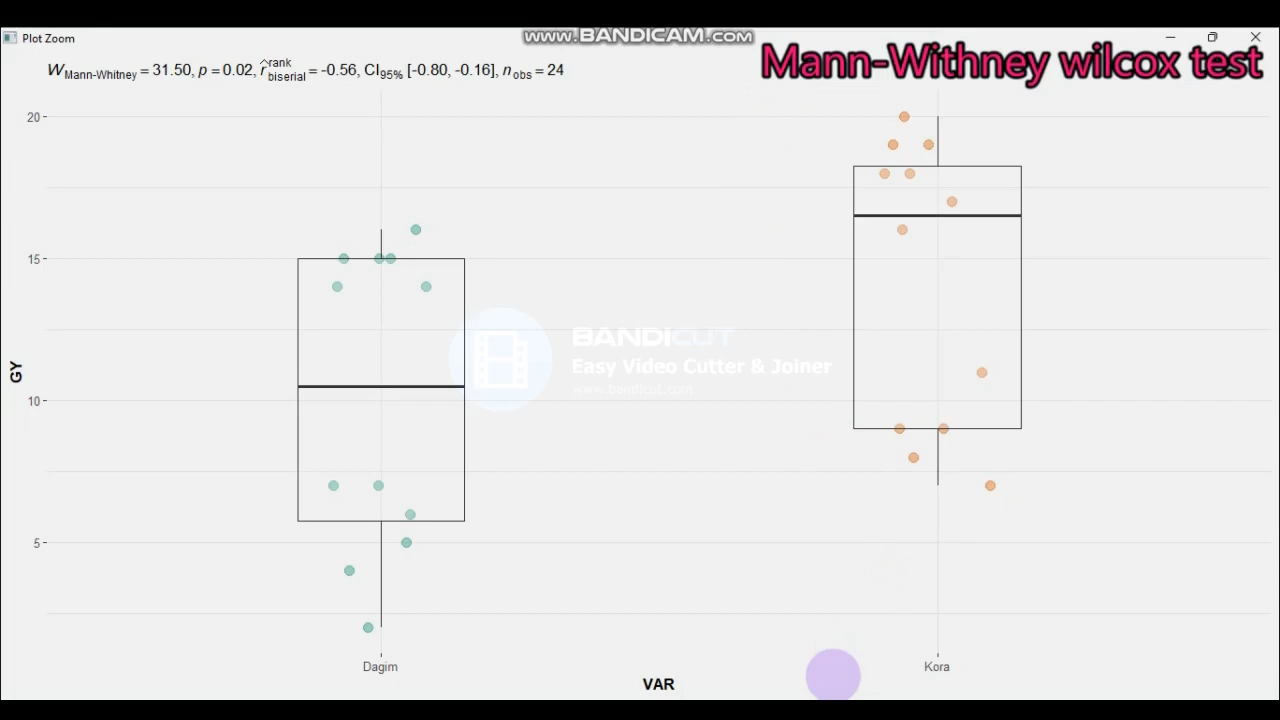 www.BANDICAM.com
Plot Zoom
Mann-Withney wilcox test
W Mann-Whitney = 31.50, p = 0.02, r̂ rank biserial = -0.56, CI95% [-0.80, -0.16], n obs = 24
20
15
BANDICUT
Easy Video Cutter & Joiner
www.bandicut.com
GY
10
5
Dagim
Kora
VAR